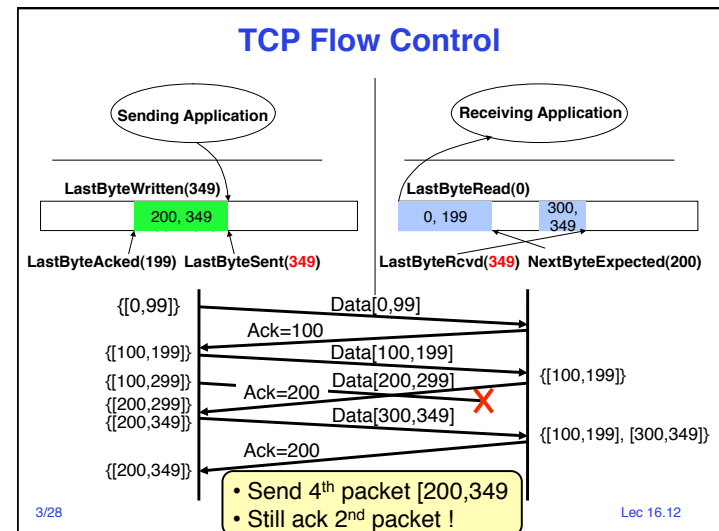 TCP Flow Control
Sending Application
Receiving Application
LastByteWritten(349)
LastByteRead(0)
200, 349
0, 199
300,
349
LastByteAcked(199) LastByteSent(349)
LastByteRcvd(349) NextByteExpected(200)
{[0,99]}
Data[0,99]
Ack=100
{[100,199]}
Data[100,199]
{[100,299]}
Ack=200
Data[200,299]
{[100,199]}
{[200,299]}
{[200,349]}
Data[300,349]
{[100,199], [300,349]}
Ack=200
{[200,349]}
• Send 4th packet [200,349
• Still ack 2nd packet !
3/28
Lec 16.12